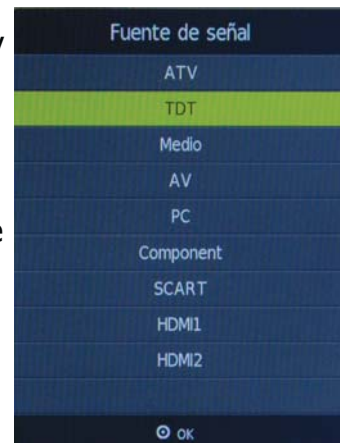 y
Fuente de señal
ATV
TDT
Medio
AV
e
PC
Component
SCART
HDMI1
HDMI2
OK